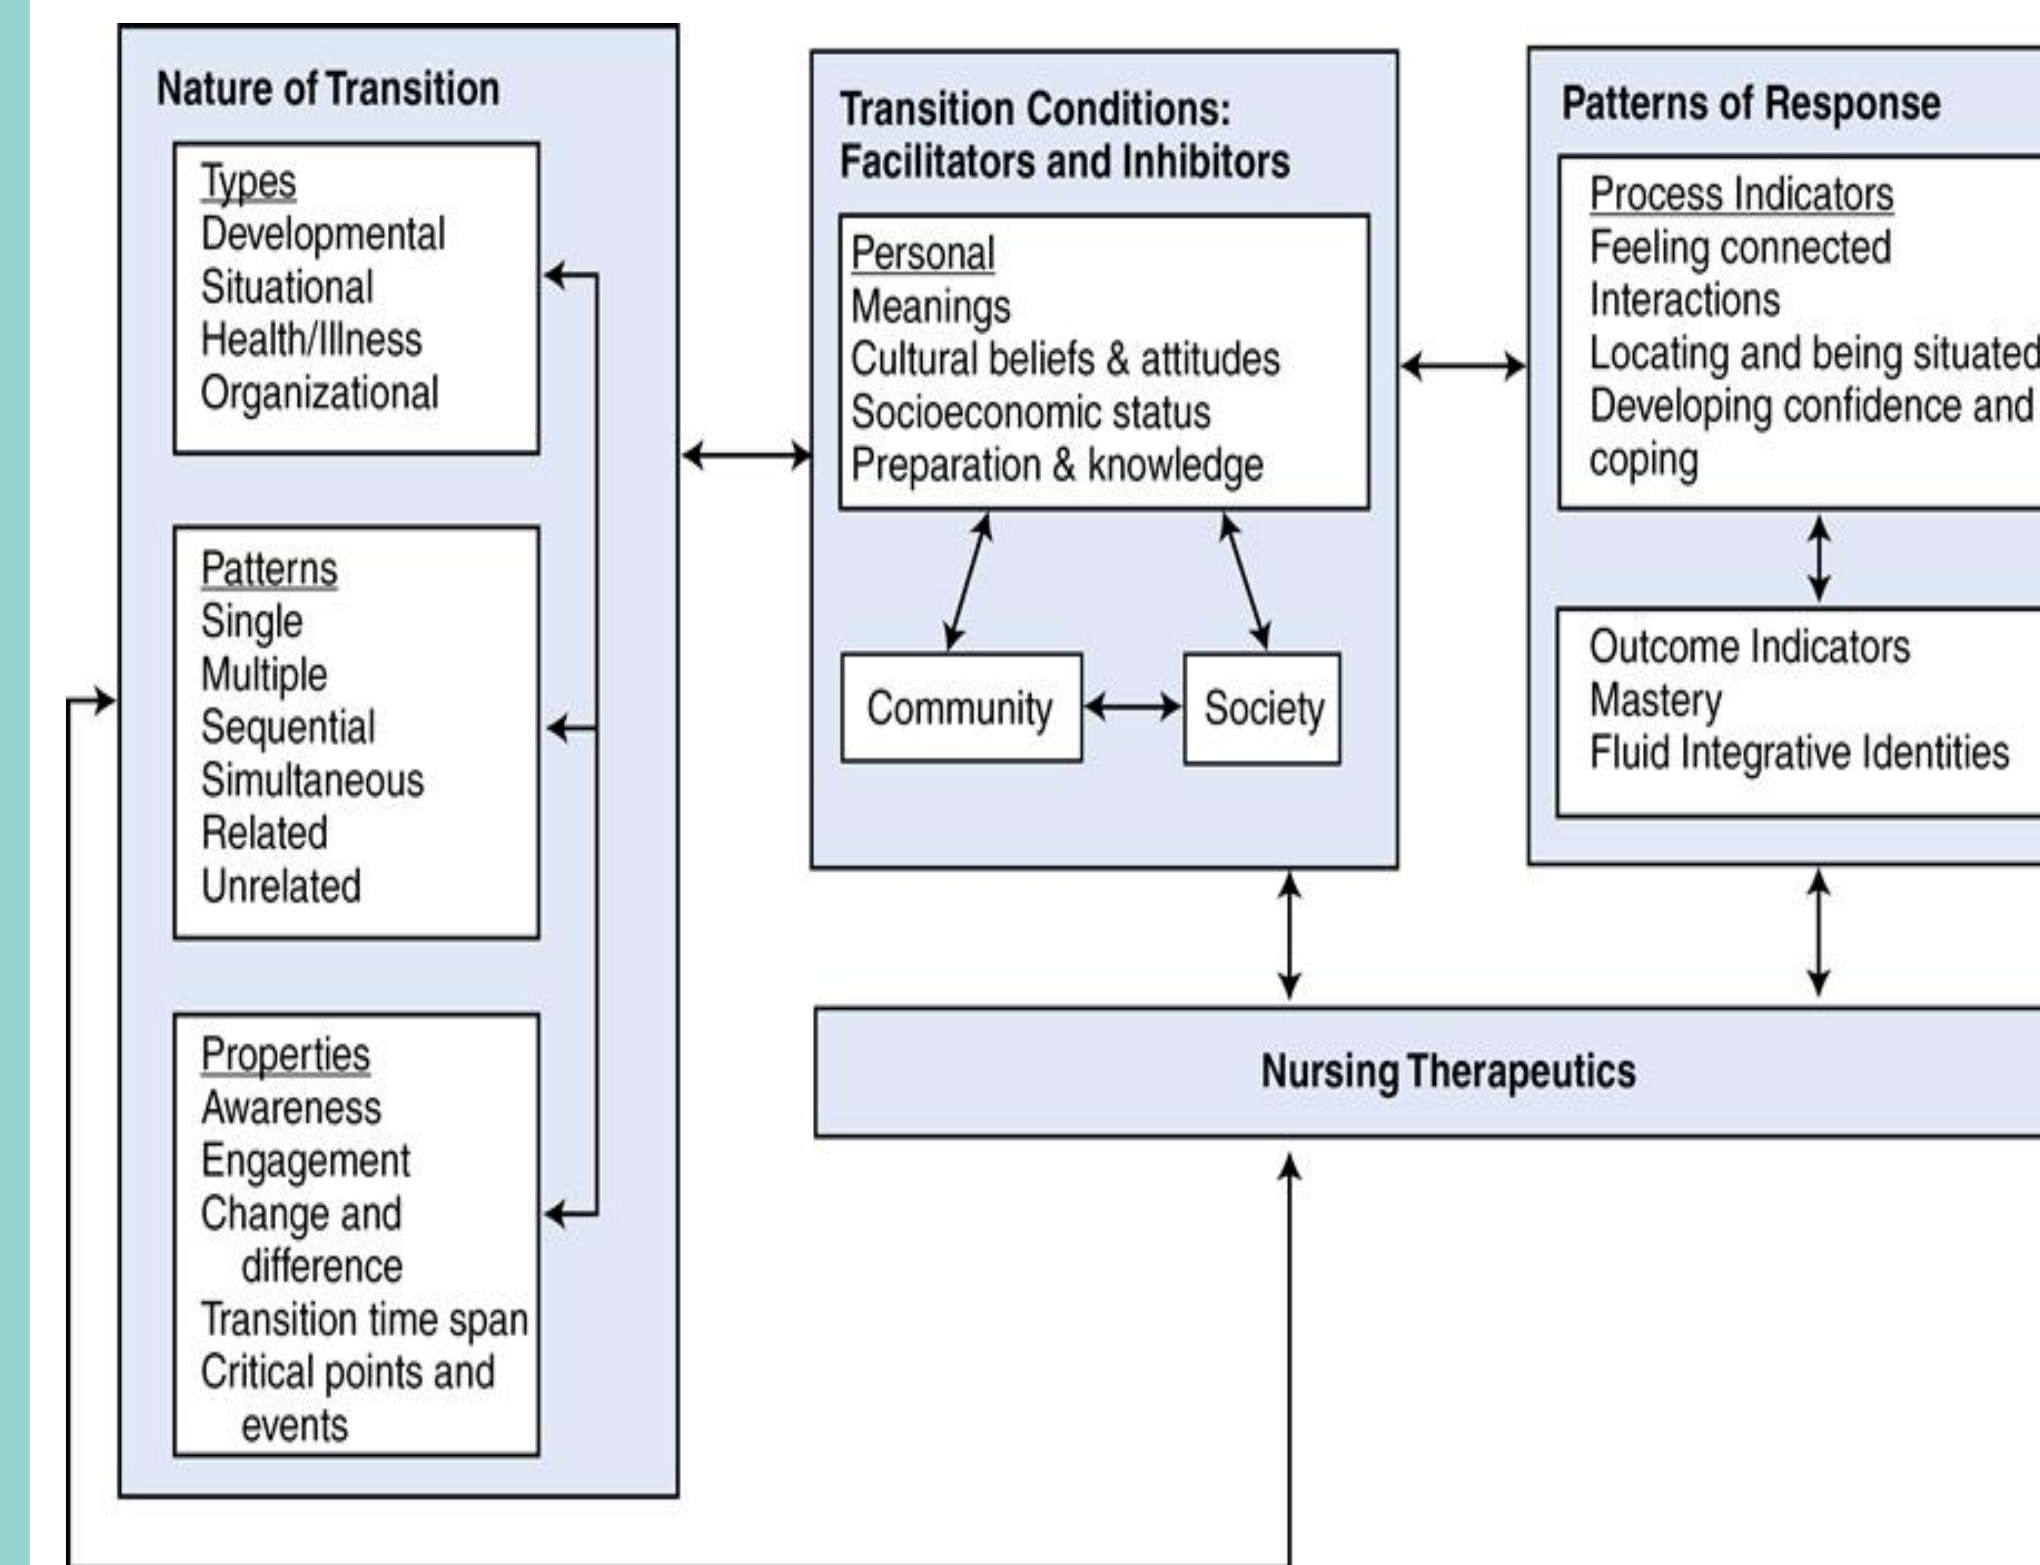 Nature of Transition
Types
Developmental
Situational
Health/Illness
Organizational
Patterns
Single
Multiple
Sequential
Simultaneous
Related
Unrelated
Properties
Awareness
Engagement
Change and
difference
Transition time span
Critical points and
events
Transition Conditions:
Facilitators and Inhibitors
Personal
Meanings
Cultural beliefs & attitudes
Socioeconomic status
Preparation & knowledge
Community
Society
Patterns of Response
Process Indicators
Feeling connected
Interactions
Locating and being situated
Developing confidence and
coping
Outcome Indicators
Mastery
Fluid Integrative Identities
Nursing Therapeutics